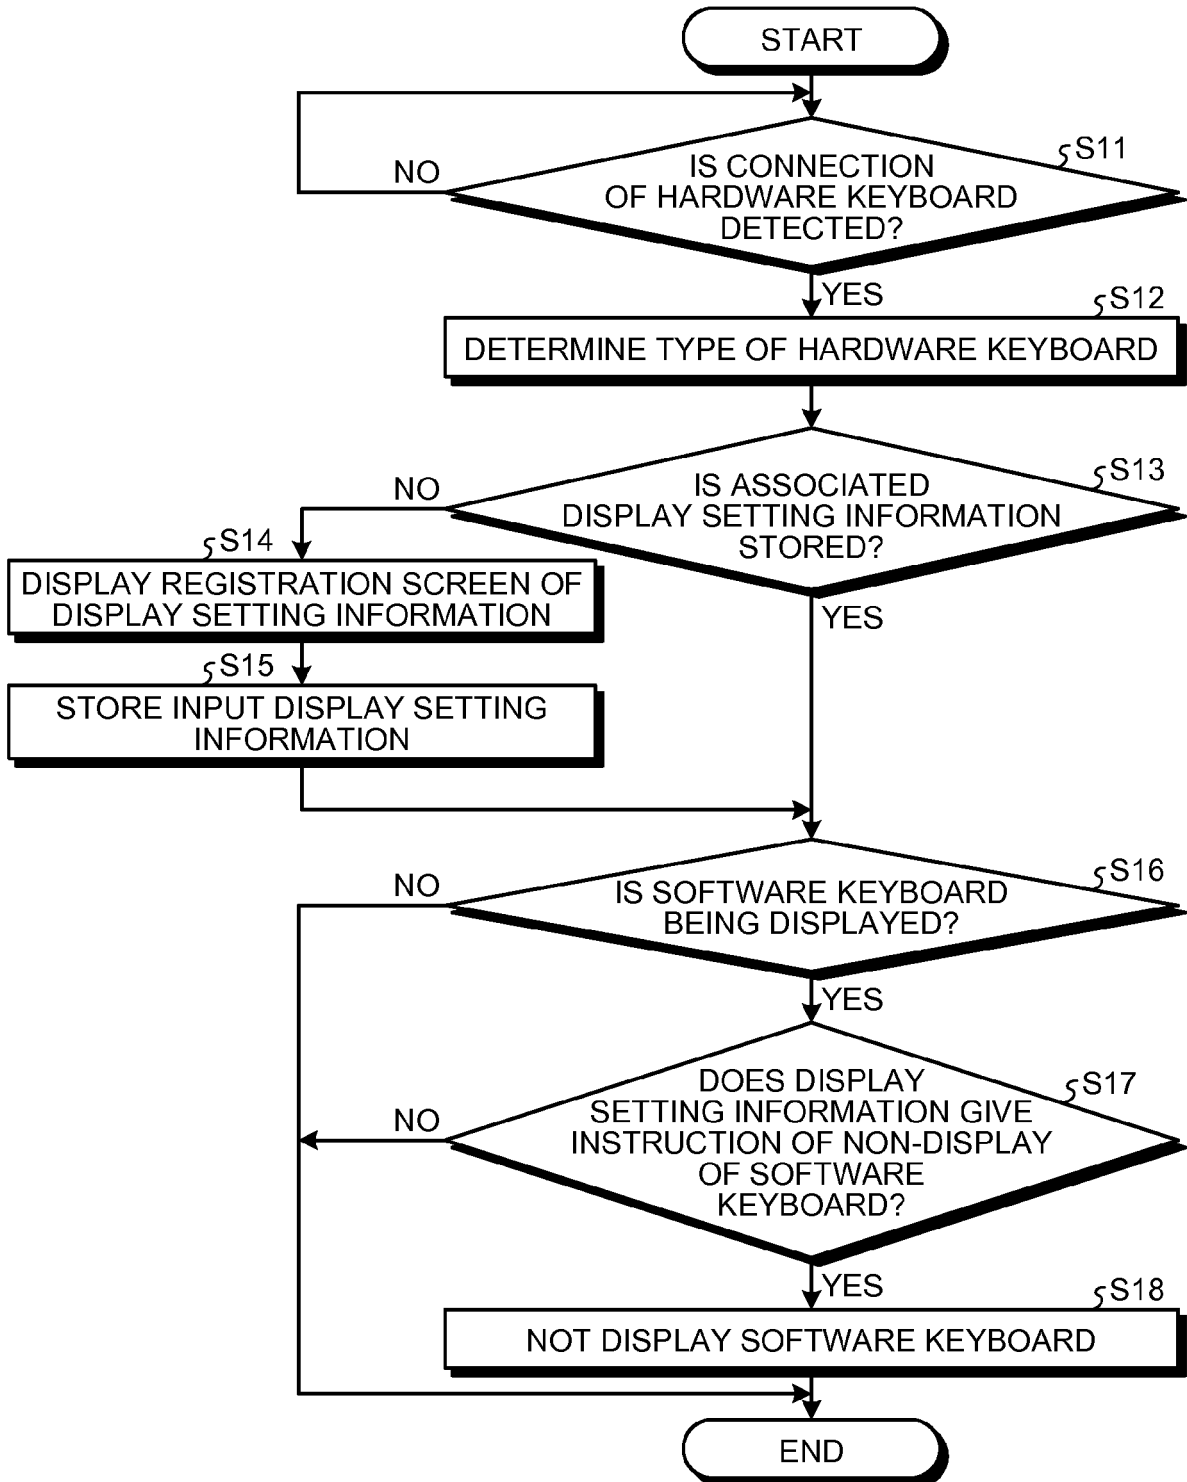 START
S11
IS CONNECTION
OF HARDWARE KEYBOARD
DETECTED?
NO
YES
S12
DETERMINE TYPE OF HARDWARE KEYBOARD
S13
IS ASSOCIATED
DISPLAY SETTING INFORMATION
STORED?
NO
YES
S14
DISPLAY REGISTRATION SCREEN OF
DISPLAY SETTING INFORMATION
S15
STORE INPUT DISPLAY SETTING
INFORMATION
S16
IS SOFTWARE KEYBOARD
BEING DISPLAYED?
NO
YES
S17
DOES DISPLAY
SETTING INFORMATION GIVE
INSTRUCTION OF NON-DISPLAY
OF SOFTWARE
KEYBOARD?
NO
YES
S18
NOT DISPLAY SOFTWARE KEYBOARD
END